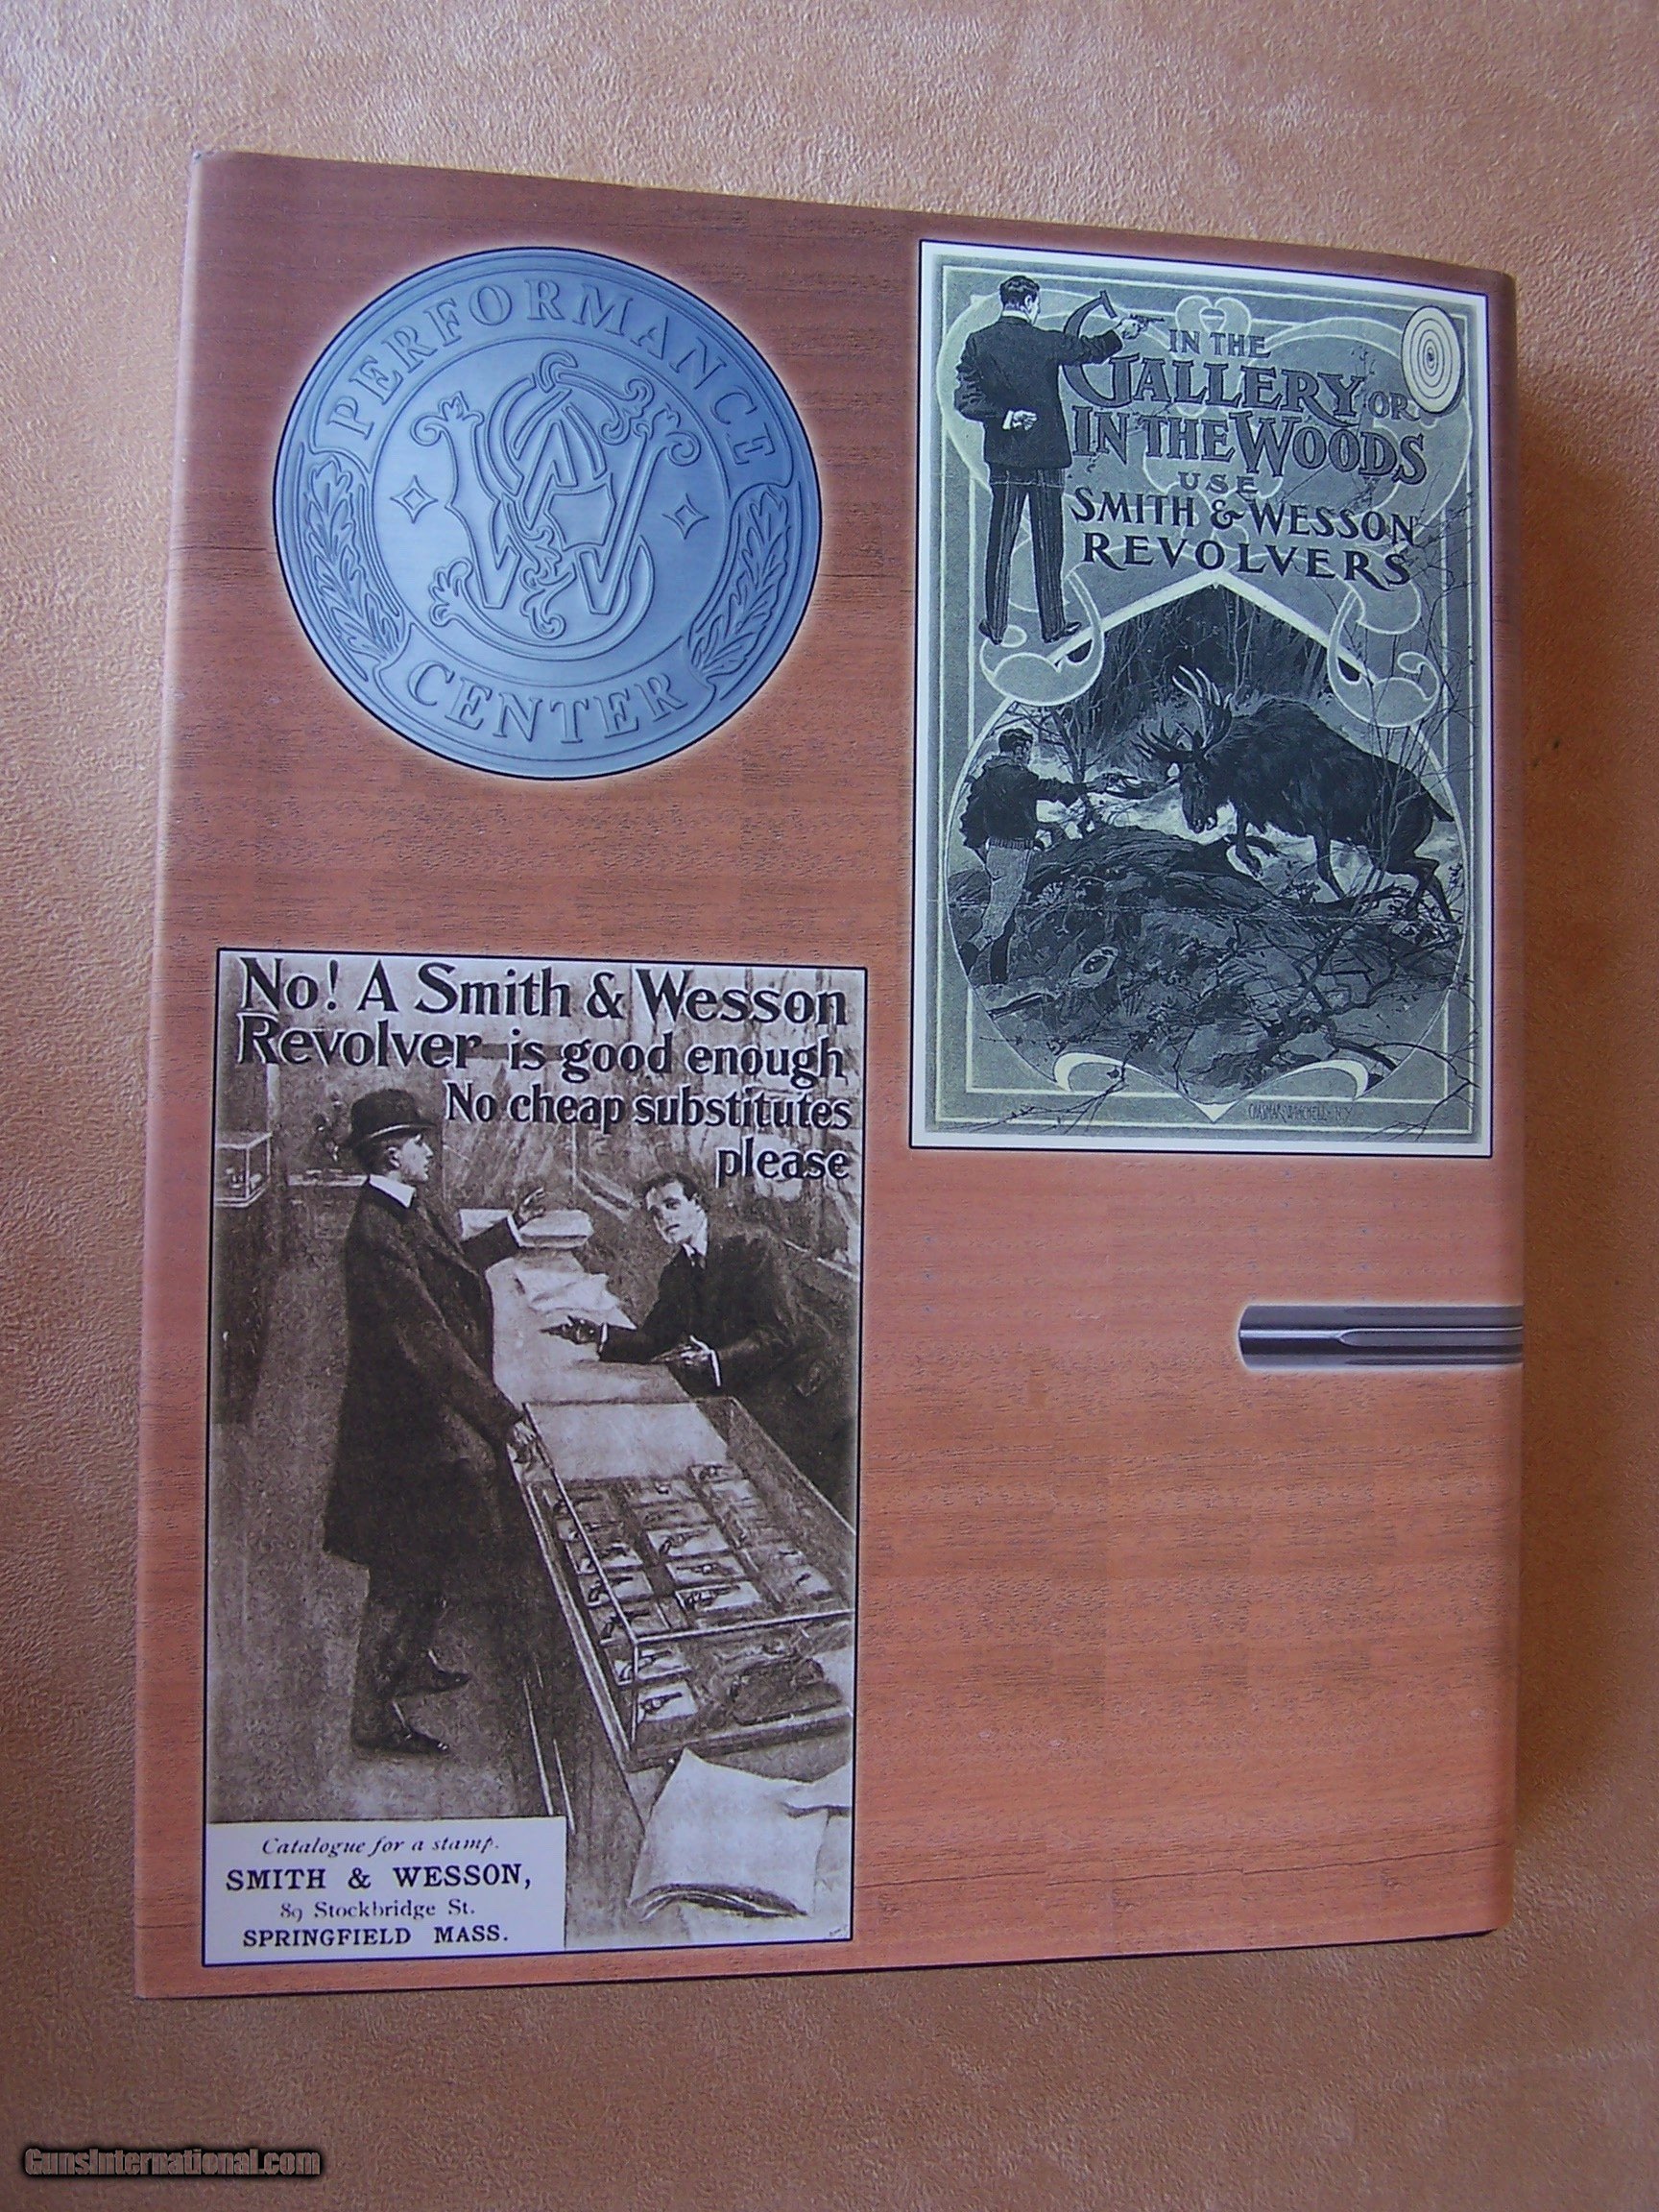 PERFORMANCE
CENTER
IN THE
GALLERY OR
IN THE WOODS
USE
SMITH & WESSON
REVOLVERS
No! A Smith & Wesson
Revolver is good enough
No cheap substitutes
please
Catalogue for a stamp.
SMITH & WESSON,
89 Stockbridge St.
SPRINGFIELD MASS.
GunsInternational.com